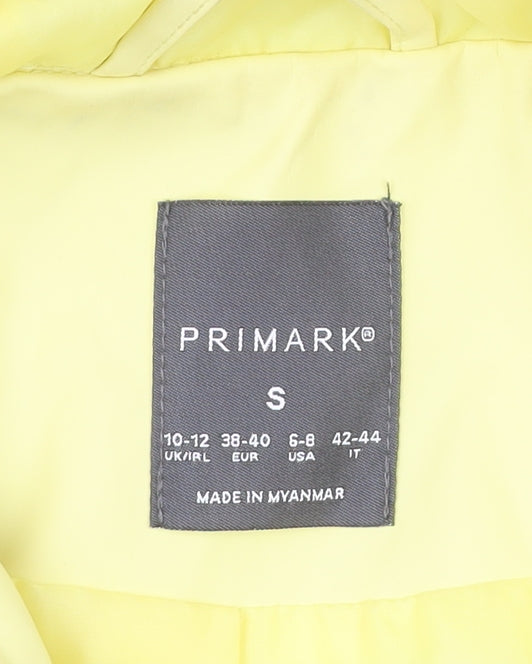 PRIMARK®
S
10-12 38-40 6-8 42-44
UK/IRL EUR USA IT
MADE IN MYANMAR